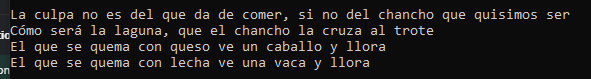 La culpa no es del que da de comer, si no del chancho que quisimos ser
Cómo será la laguna, que el chancho la cruza al trote
El que se quema con queso ve un caballo y llora
El que se quema con lecha ve una vaca y llora